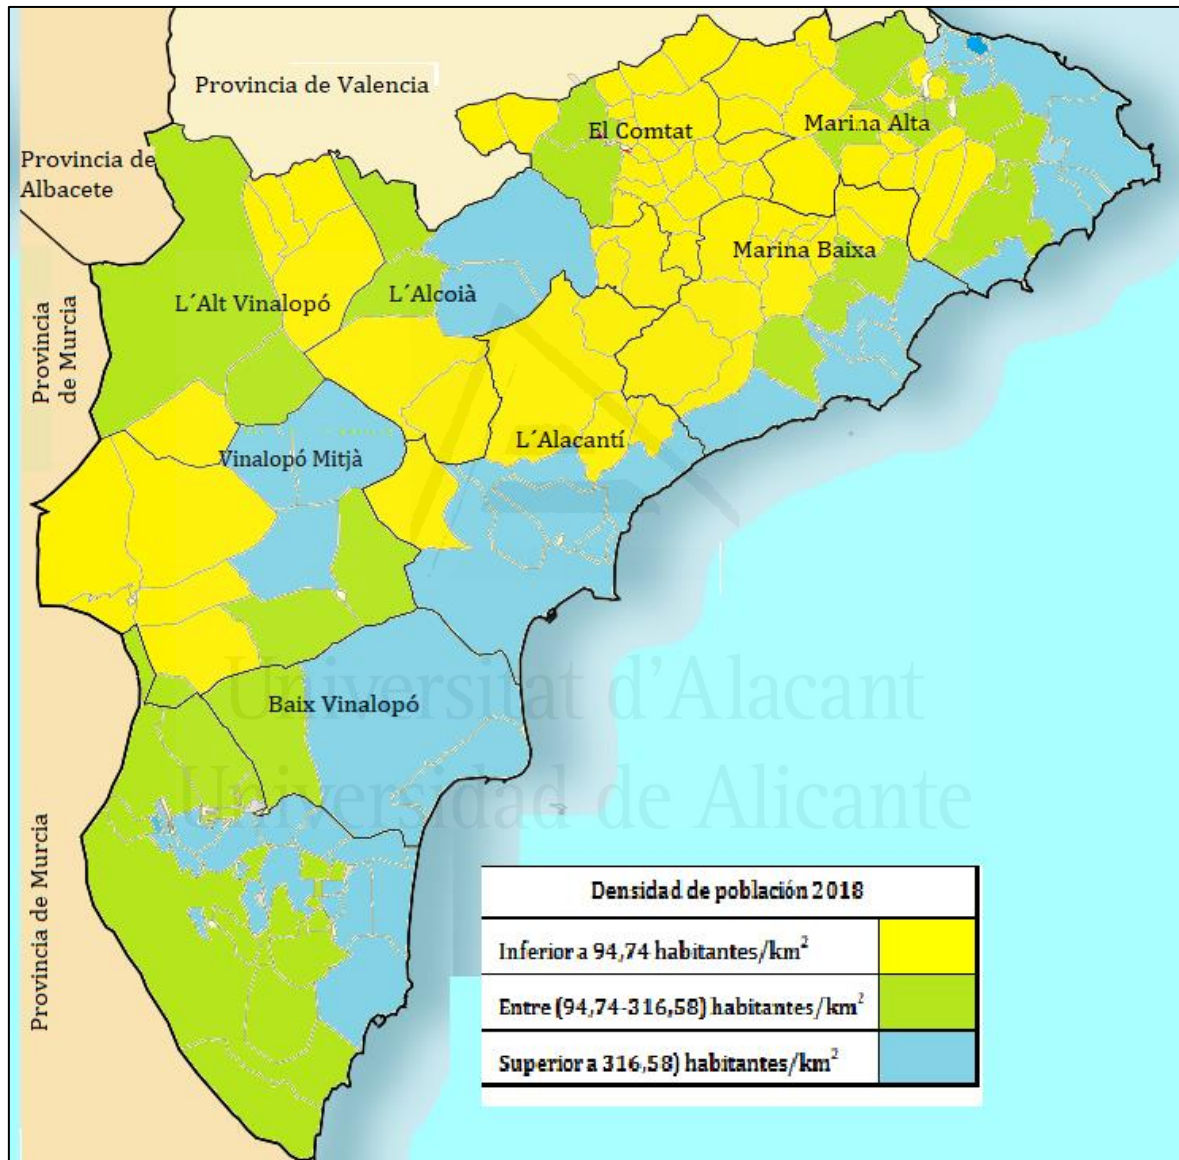 Provincia de Valencia
El Comtat
Marina Alta
Provincia de
Albacete
Marina Baixa
L´Alt Vinalopó
L´Alcoià
Provincia
de Murcia
L´Alacantí
Vinalopó Mitjà
Universitat d'Alacant
Baix Vinalopó
Universidad de Alicante
Provincia de Murcia
Densidad de población 2018
Inferior a 94,74 habitantes/km²
Entre (94,74-316,58) habitantes/km²
Superior a 316,58) habitantes/km²